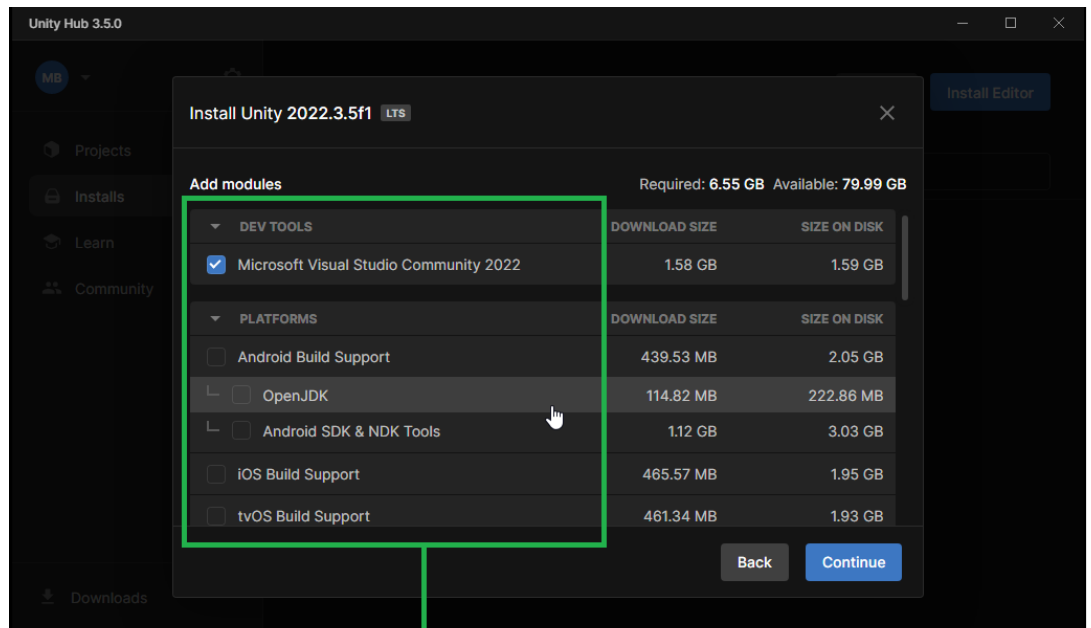 Unity Hub 3.5.0
MB
Install Editor
Install Unity 2022.3.5f1 LTS
Projects
Installs
Learn
Community
Downloads
Add modules Required: 6.55 GB Available: 79.99 GB
DEV TOOLS DOWNLOAD SIZE SIZE ON DISK
Microsoft Visual Studio Community 2022 1.58 GB 1.59 GB
PLATFORMS DOWNLOAD SIZE SIZE ON DISK
Android Build Support 439.53 MB 2.05 GB
OpenJDK 114.82 MB 222.86 MB
Android SDK & NDK Tools 1.12 GB 3.03 GB
iOS Build Support 465.57 MB 1.95 GB
tvOS Build Support 461.34 MB 1.93 GB
Back Continue